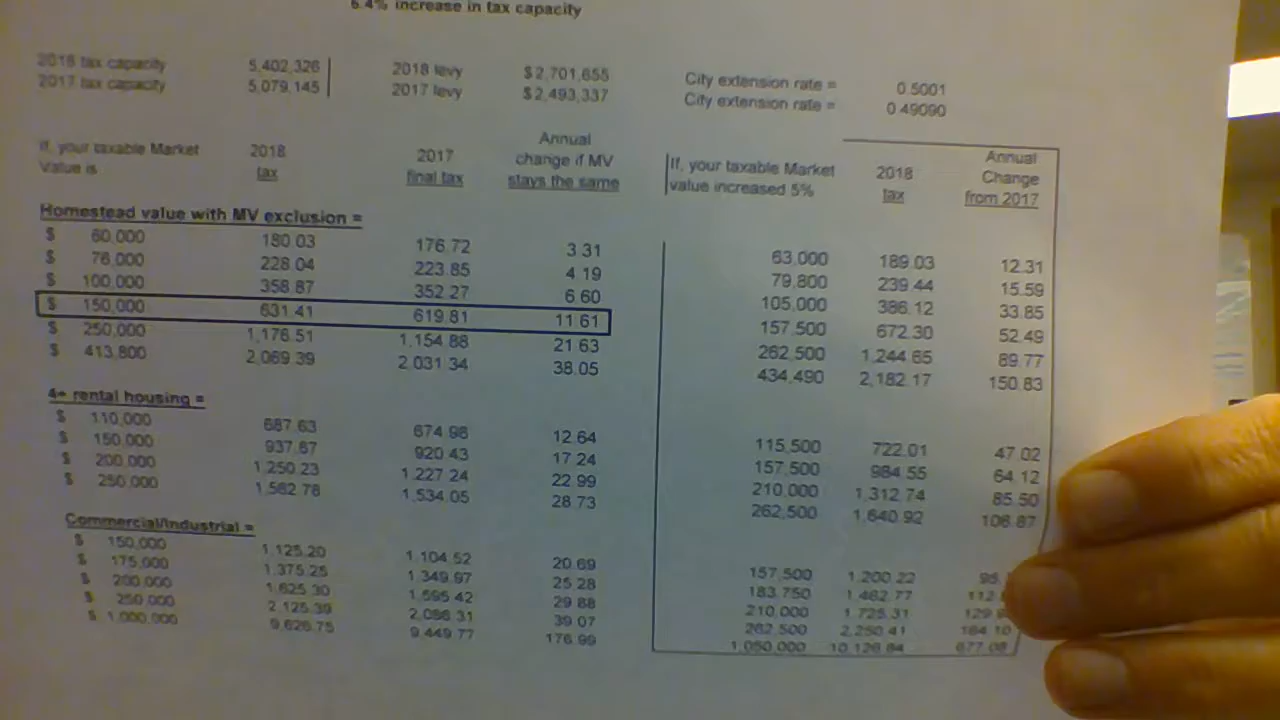 6.4% increase in tax capacity
2018 tax capacity 5,402,326 2018 levy $2,701,655 City extension rate = 0.5001
2017 tax capacity 5,079,145 2017 levy $2,493,337 City extension rate = 0.49090
If, your taxable Market Value is 2018 tax 2017 final tax Annual change if MV stays the same If, your taxable Market value increased 5% 2018 tax Annual Change from 2017
Homestead value with MV exclusion =
$ 60,000 180.03 176.72 3.31 63,000 189.03 12.31
$ 76,000 228.04 223.85 4.19 79,800 239.44 15.59
$ 100,000 358.87 352.27 6.60 105,000 386.12 33.85
$ 150,000 631.41 619.81 11.61 157,500 672.30 52.49
$ 250,000 1,176.51 1,154.88 21.63 262,500 1,244.65 89.77
$ 413,800 2,069.39 2,031.34 38.05 434,490 2,182.17 150.83
4+ rental housing =
$ 110,000 687.63 674.98 12.64 115,500 722.01 47.02
$ 150,000 937.67 920.43 17.24 157,500 984.55 64.12
$ 200,000 1,250.23 1,227.24 22.99 210,000 1,312.74 85.50
$ 250,000 1,562.78 1,534.05 28.73 262,500 1,640.92 106.87
Commercial/Industrial =
$ 150,000 1,125.20 1,104.52 20.69 157,500 1,200.22
$ 175,000 1,375.25 1,349.97 25.28 183,750 1,462.77
$ 200,000 1,625.30 1,595.42 29.88 210,000 1,725.31
$ 250,000 2,125.39 2,086.31 39.07 262,500 2,250.41 164.10
$ 1,000,000 9,626.75 9,449.77 176.99 1,050,000 10,126.84 677.08